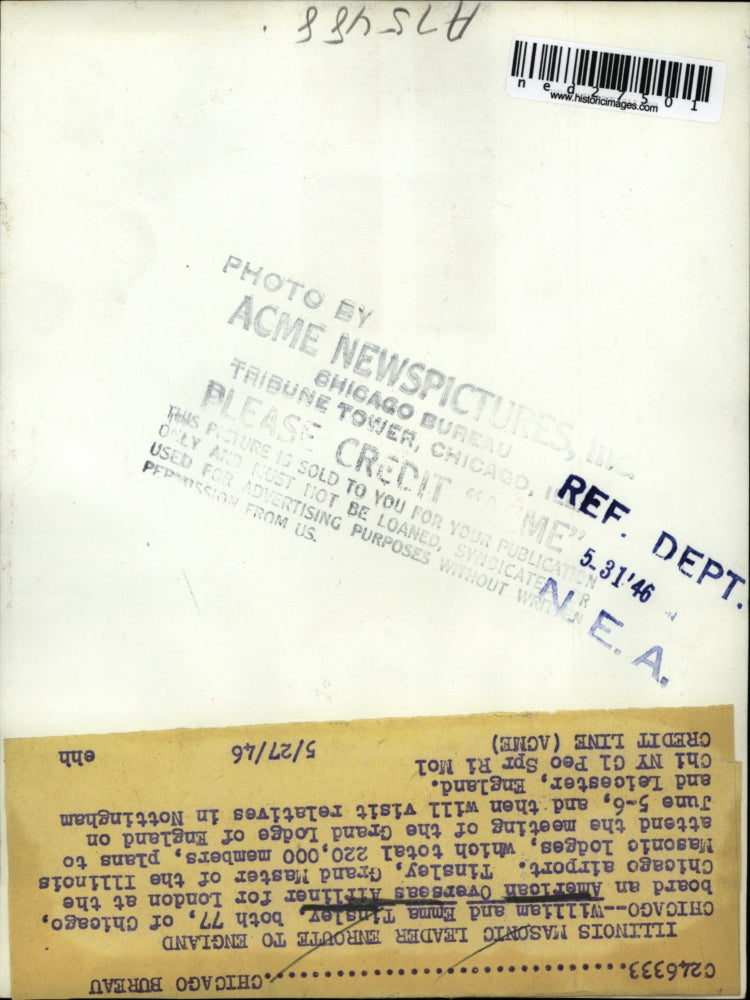 A75488.
ned27501
www.historicimages.com
PHOTO BY
ACME NEWSPICTURES, Inc.
CHICAGO BUREAU
TRIBUNE TOWER, CHICAGO, ILL.
PLEASE CREDIT "ACME"
THIS PICTURE IS SOLD TO YOU FOR YOUR PUBLICATION
ONLY AND MUST NOT BE LOANED, SYNDICATED OR
USED FOR ADVERTISING PURPOSES WITHOUT WRITTEN
PERMISSION FROM US.
REF. DEPT.
5-31'46
N. E. A.
C246333..............................CHICAGO BUREAU
ILLINOIS MASONIC LEADER ENROUTE TO ENGLAND
CHICAGO--William and Emma Tinsley, both 77, of Chicago,
board an American Overseas Airliner for London at the
Chicago airport. Tinsley, Grand Master of the Illinois
Masonic lodges, which total 220,000 members, plans to
attend the meeting of the Grand Lodge of England on
June 5-6, and then will visit relatives in Nottingham
and Leicester, England.
Chi NY Cl Peo Spr Ri Mol
CREDIT LINE (ACME) 5/27/46 ehh